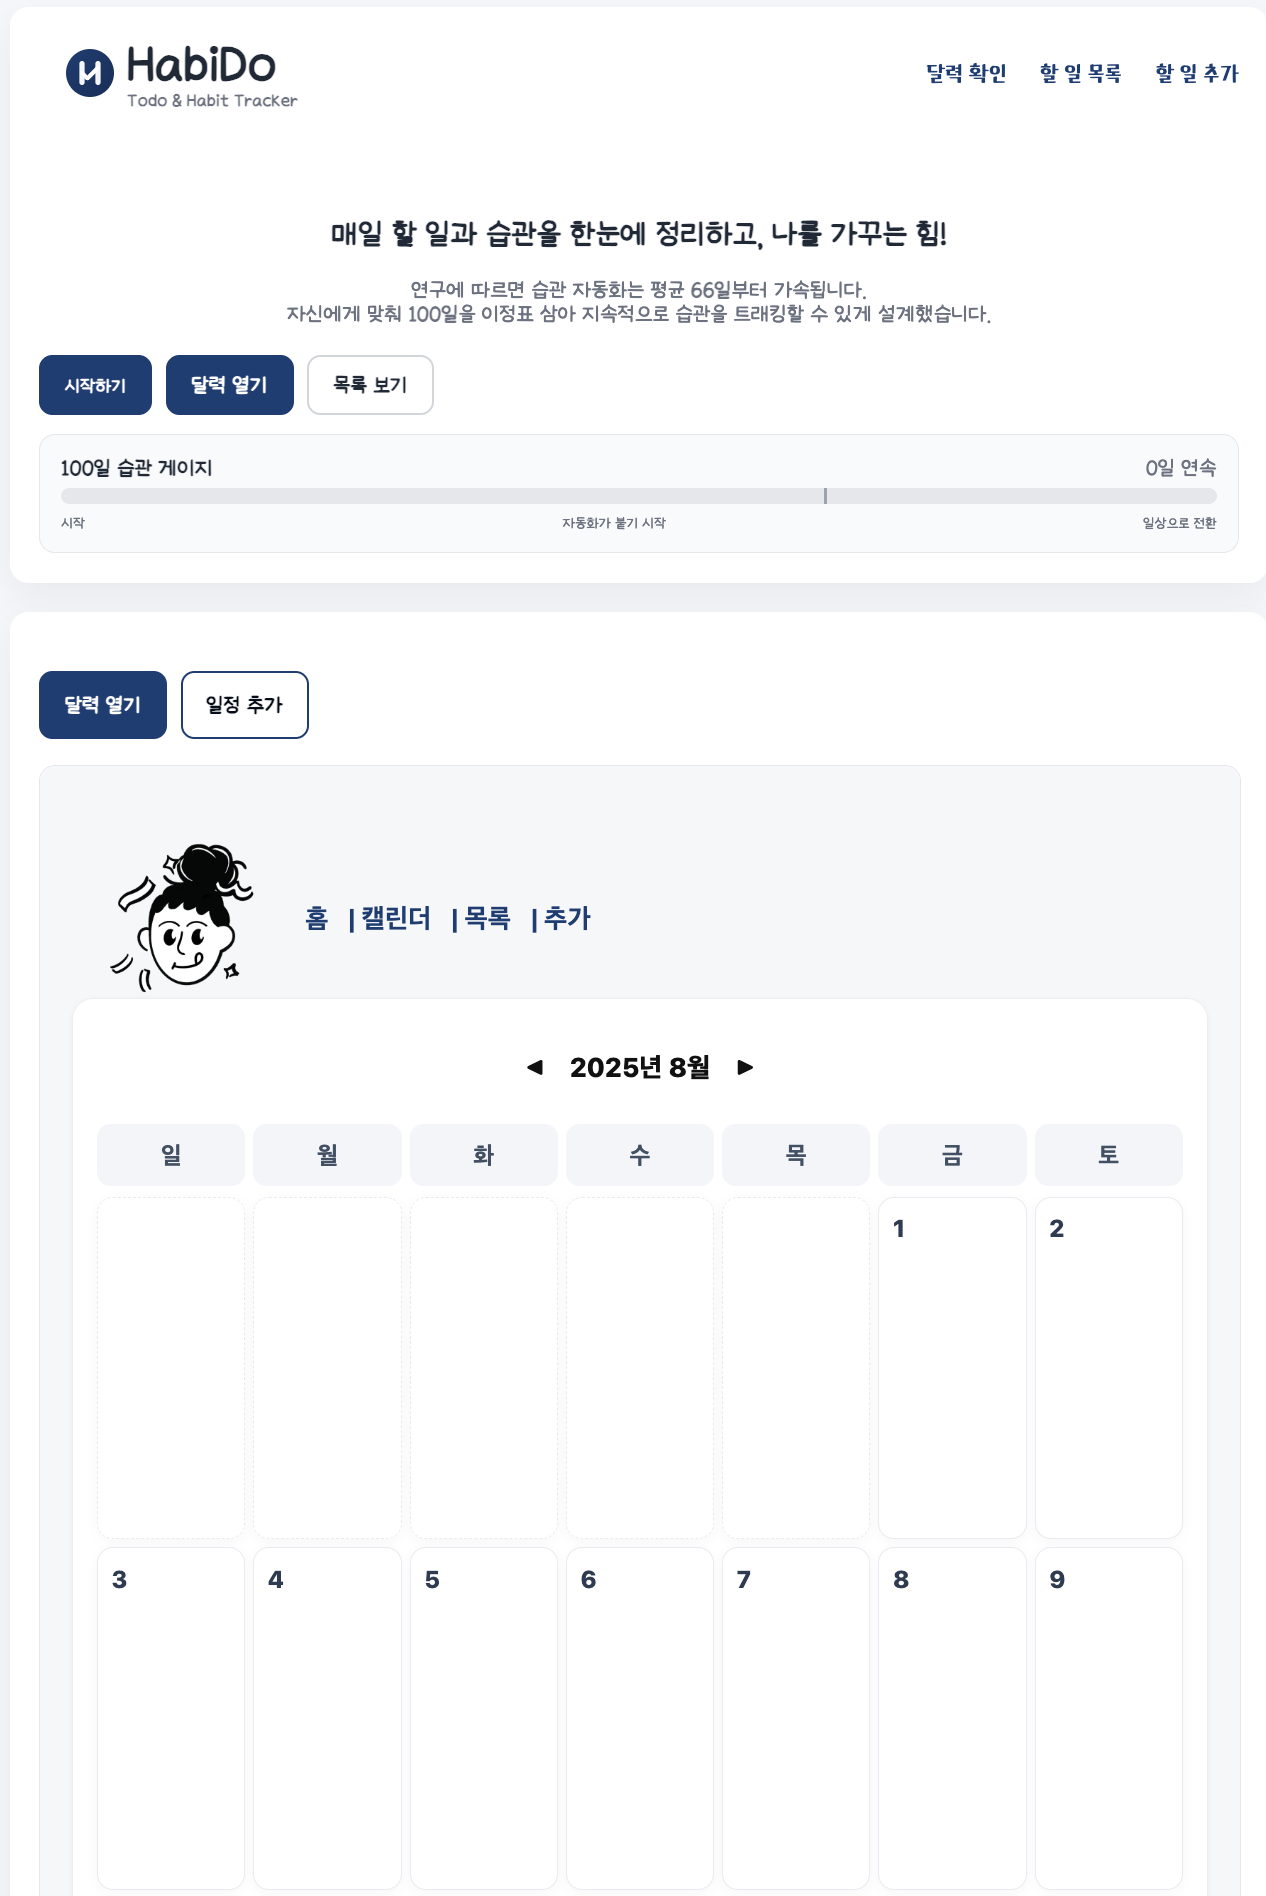 HabiDo
Todo & Habit Tracker
달력 확인 할 일 목록 할 일 추가
매일 할 일과 습관을 한눈에 정리하고, 나를 가꾸는 힘!
연구에 따르면 습관 자동화는 평균 66일부터 가속됩니다.
자신에게 맞춰 100일을 이정표 삼아 지속적으로 습관을 트래킹할 수 있게 설계했습니다.
시작하기 달력 열기 목록 보기
100일 습관 게이지 0일 연속
시작 자동화가 붙기 시작 일상으로 전환
달력 열기 일정 추가
홈 | 캘린더 | 목록 | 추가
◀ 2025년 8월 ▶
일 월 화 수 목 금 토
1 2
3 4 5 6 7 8 9